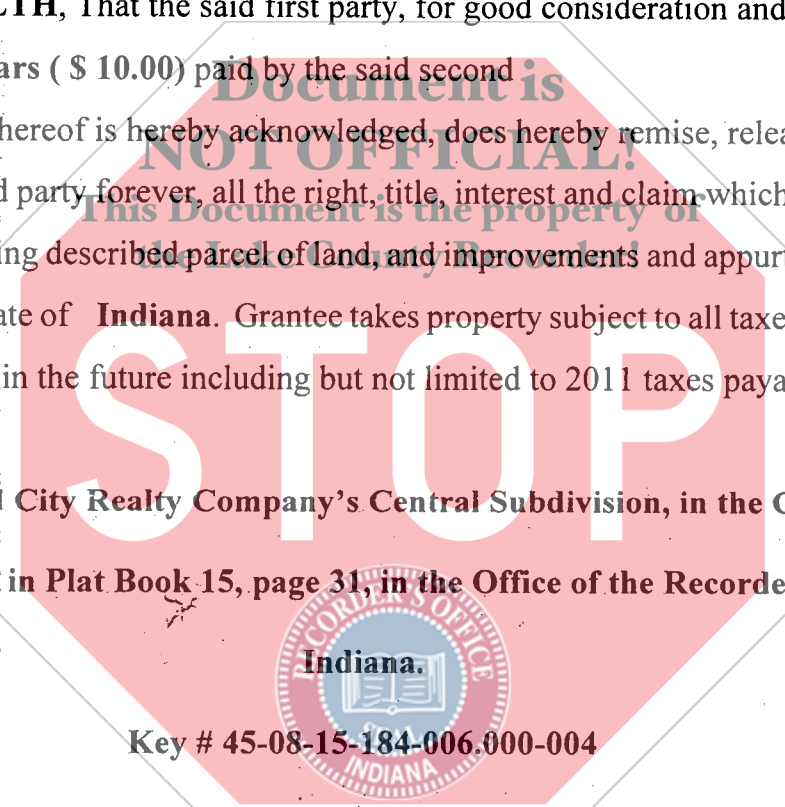 LTH, That the said first party, for good consideration and
ars ( $ 10.00) paid by the said second
Document is
hereof is hereby acknowledged, does hereby remise, relea
NOT OFFICIAL!
d party forever, all the right, title, interest and claim which
This Document is the property of
ing described parcel of land, and improvements and appurt
the Lake County Recorder!
ate of Indiana. Grantee takes property subject to all taxe
in the future including but not limited to 2011 taxes paya
STOP
l City Realty Company's Central Subdivision, in the C
in Plat Book 15, page 31, in the Office of the Recorde
RECORDER'S OFFICE
Indiana.
SEAL
Key # 45-08-15-184-006.000-004
INDIANA